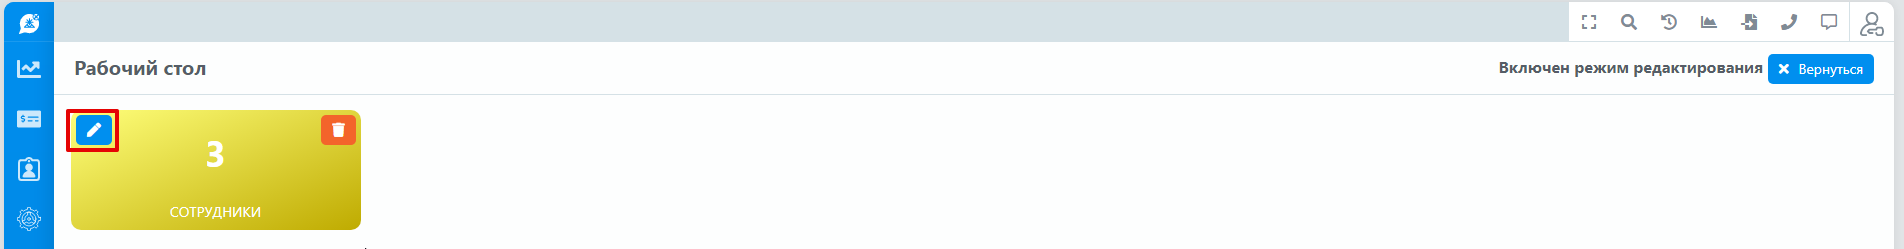 Рабочий стол
Включен режим редактирования
Вернуться
3
СОТРУДНИКИ